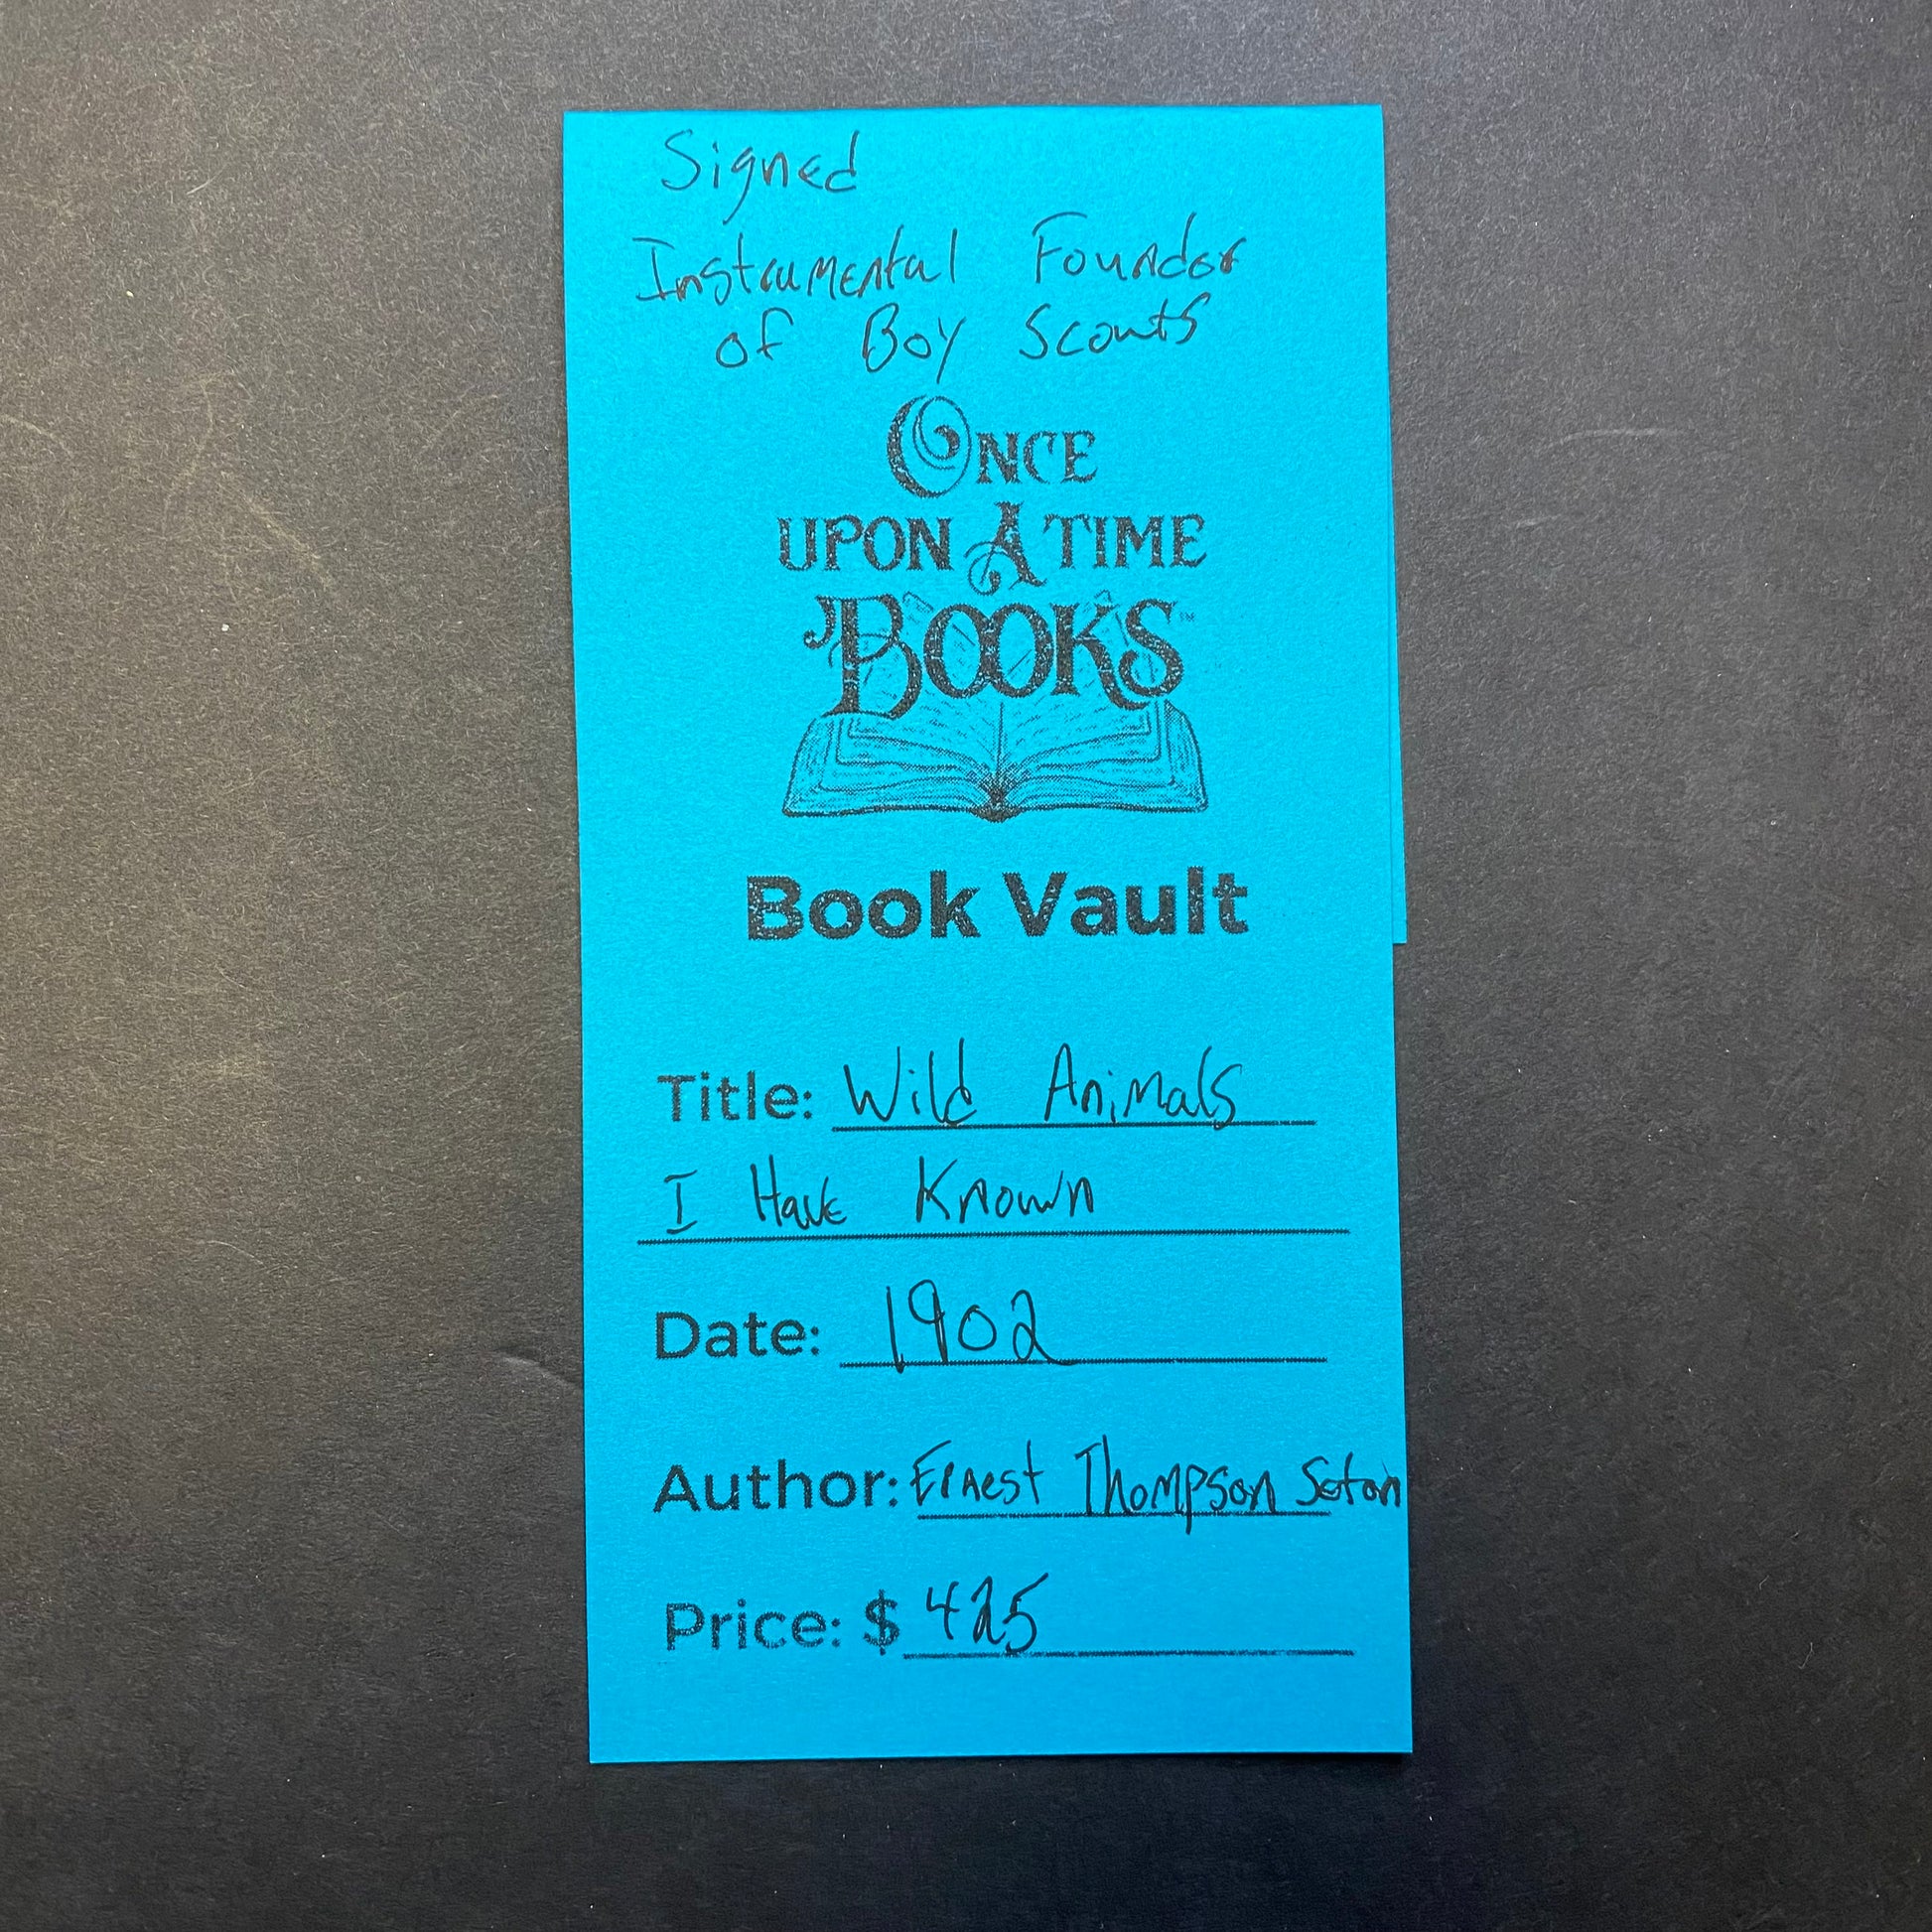 Signed
Instrumental Founder
of Boy Scouts
ONCE
UPON A TIME
BOOKS™
Book Vault
Title: Wild Animals
I Have Known
Date: 1902
Author: Ernest Thompson Seton
Price: $ 425